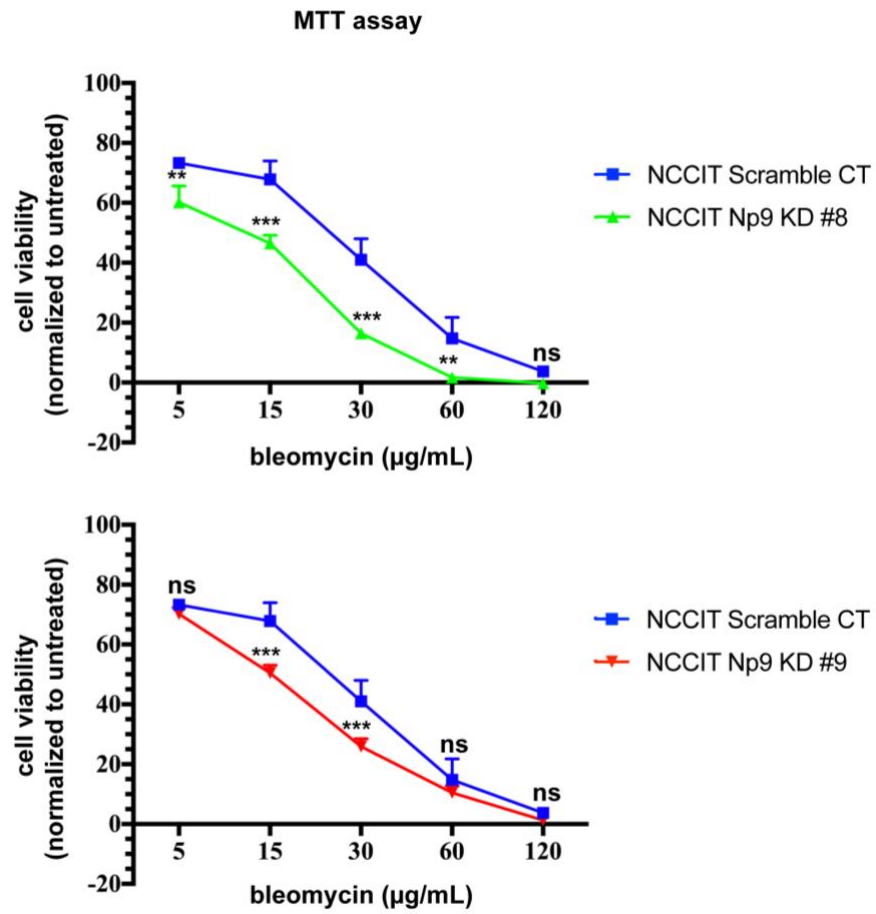 MTT assay
100
80
60
40
20
0
-20
cell viability
(normalized to untreated)
**
***
***
**
ns
5 15 30 60 120
bleomycin (µg/mL)
NCCIT Scramble CT
NCCIT Np9 KD #8
100
80
60
40
20
0
-20
cell viability
(normalized to untreated)
ns
***
***
ns
ns
5 15 30 60 120
bleomycin (µg/mL)
NCCIT Scramble CT
NCCIT Np9 KD #9